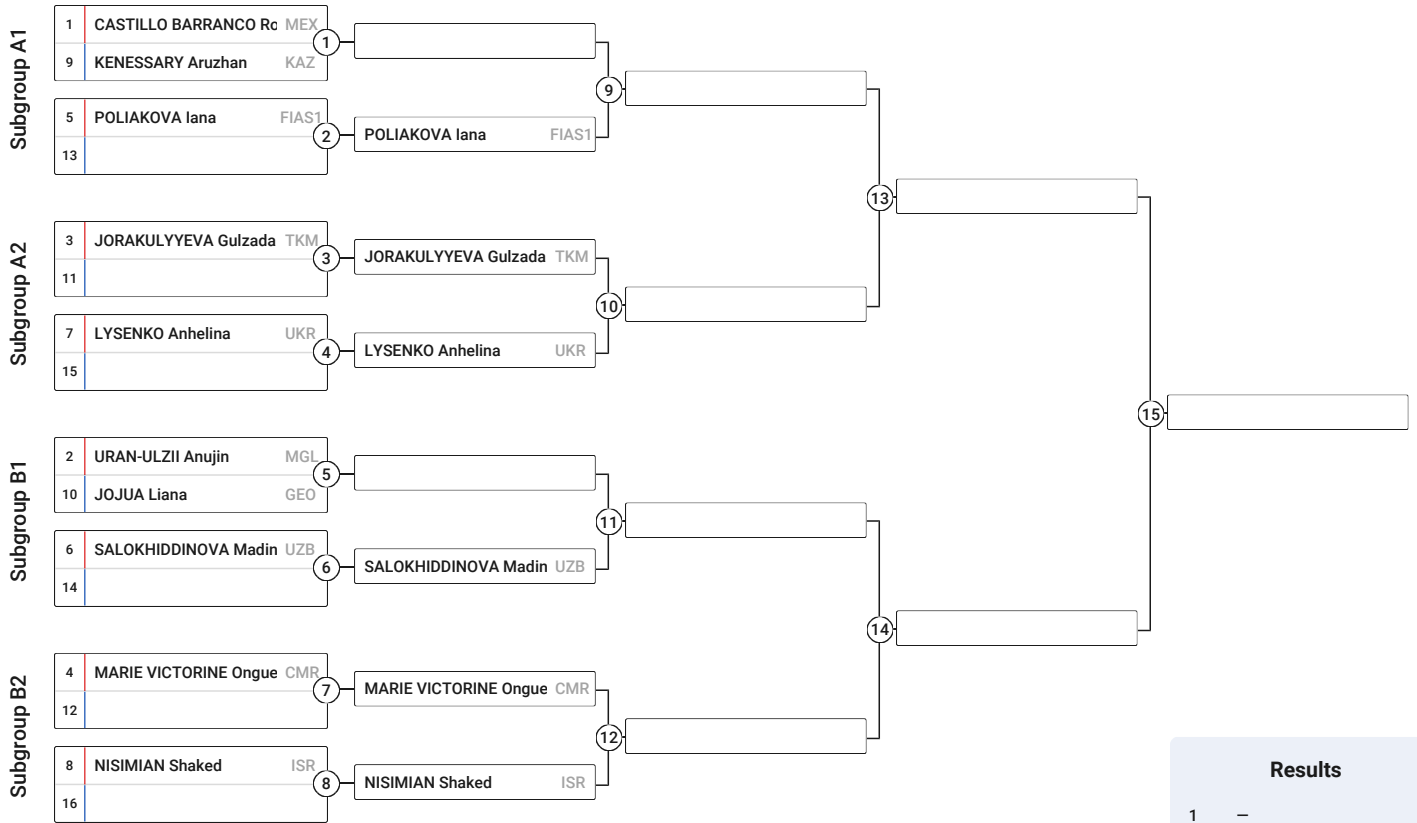 Subgroup A1
1 CASTILLO BARRANCO Ro MEX
9 KENESSARY Aruzhan KAZ
1
5 POLIAKOVA Iana FIAS1
13
2
POLIAKOVA Iana FIAS1
9
Subgroup A2
3 JORAKULYYEVA Gulzada TKM
11
3
JORAKULYYEVA Gulzada TKM
7 LYSENKO Anhelina UKR
15
4
LYSENKO Anhelina UKR
10
13
Subgroup B1
2 URAN-ULZII Anujin MGL
10 JOJUA Liana GEO
5
6 SALOKHIDDINOVA Madin UZB
14
6
SALOKHIDDINOVA Madin UZB
11
Subgroup B2
4 MARIE VICTORINE Ongue CMR
12
7
MARIE VICTORINE Ongue CMR
8 NISIMIAN Shaked ISR
16
8
NISIMIAN Shaked ISR
12
14
15
Results
1 –